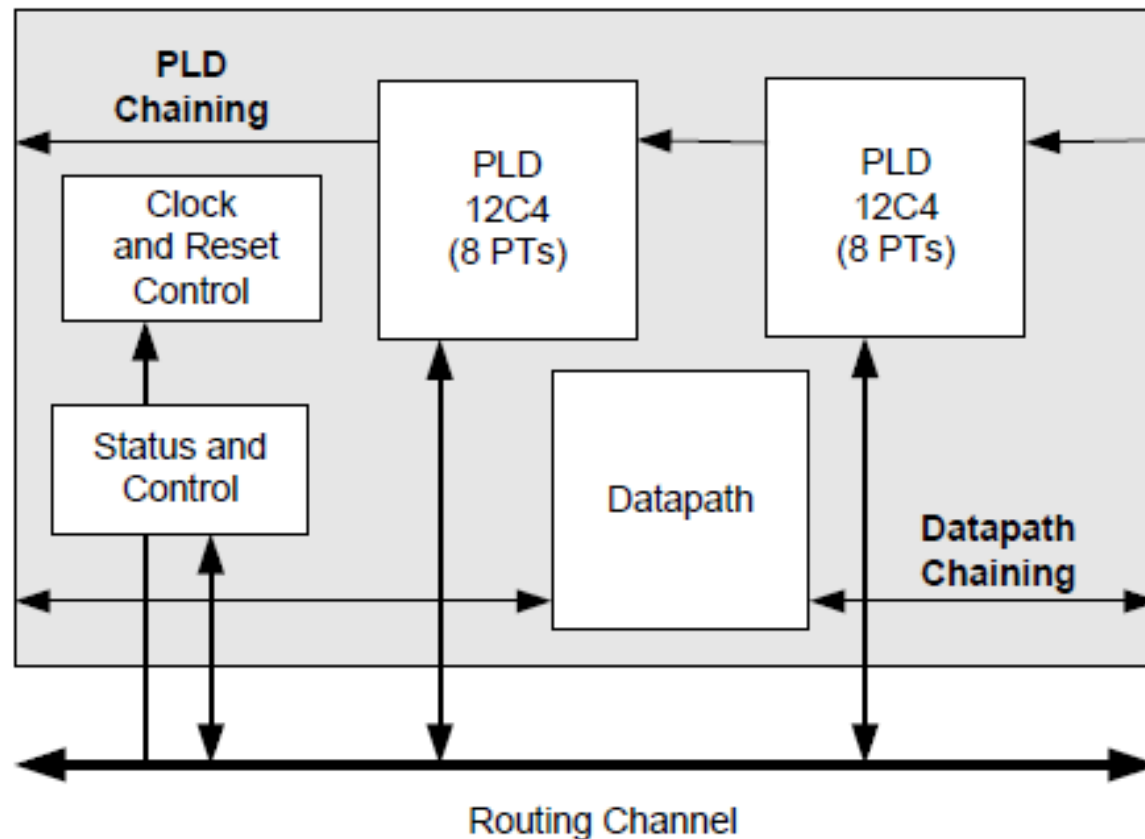 PLD
Chaining
Clock
and Reset
Control
PLD
12C4
(8 PTs)
PLD
12C4
(8 PTs)
Status and
Control
Datapath
Datapath
Chaining
Routing Channel